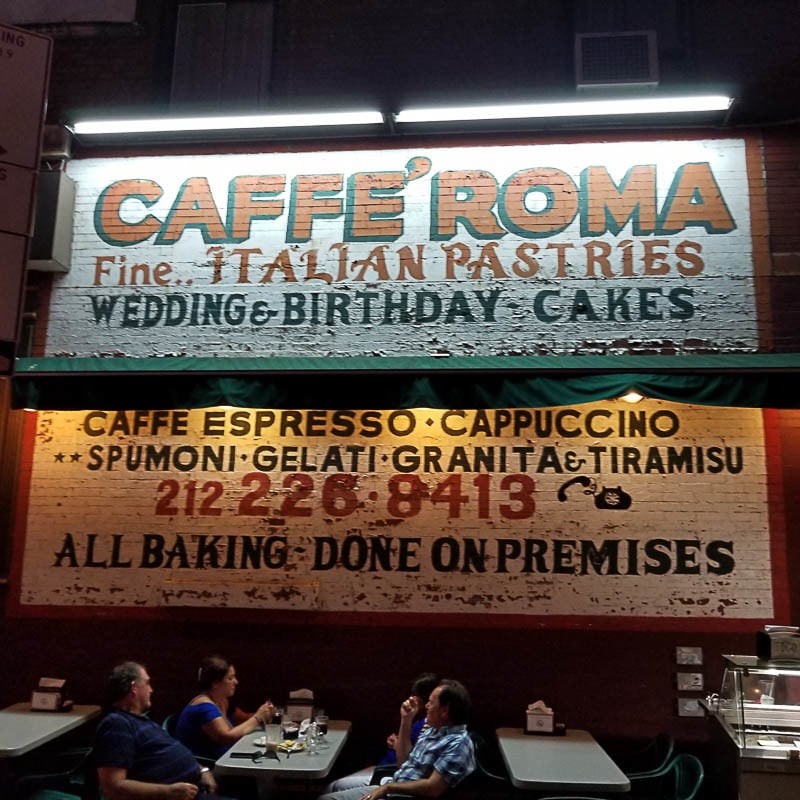 ING
CAFFE' ROMA
Fine.. ITALIAN PASTRIES
WEDDING & BIRTHDAY - CAKES
CAFFE ESPRESSO · CAPPUCCINO
** SPUMONI · GELATI · GRANITA & TIRAMISU
212 226 · 8413
ALL BAKING - DONE ON PREMISES